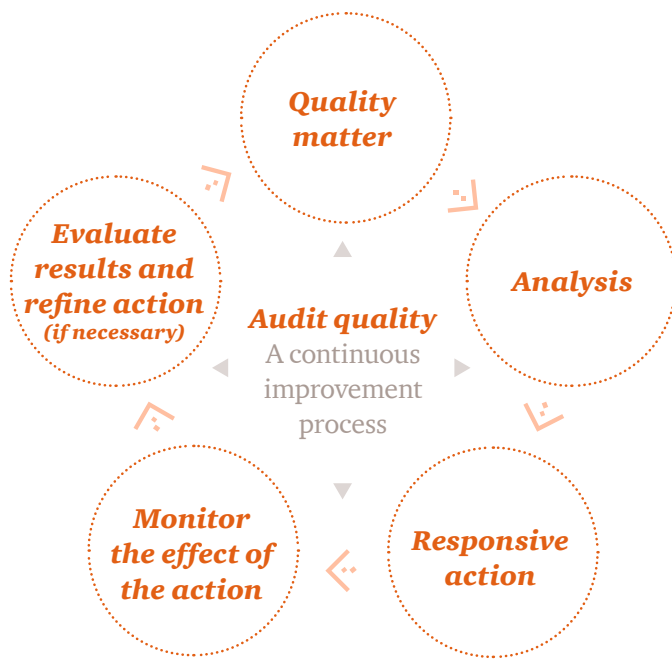 Quality
matter
Analysis
Responsive
action
Monitor
the effect of
the action
Evaluate
results and
refine action
(if necessary)
Audit quality
A continuous
improvement
process